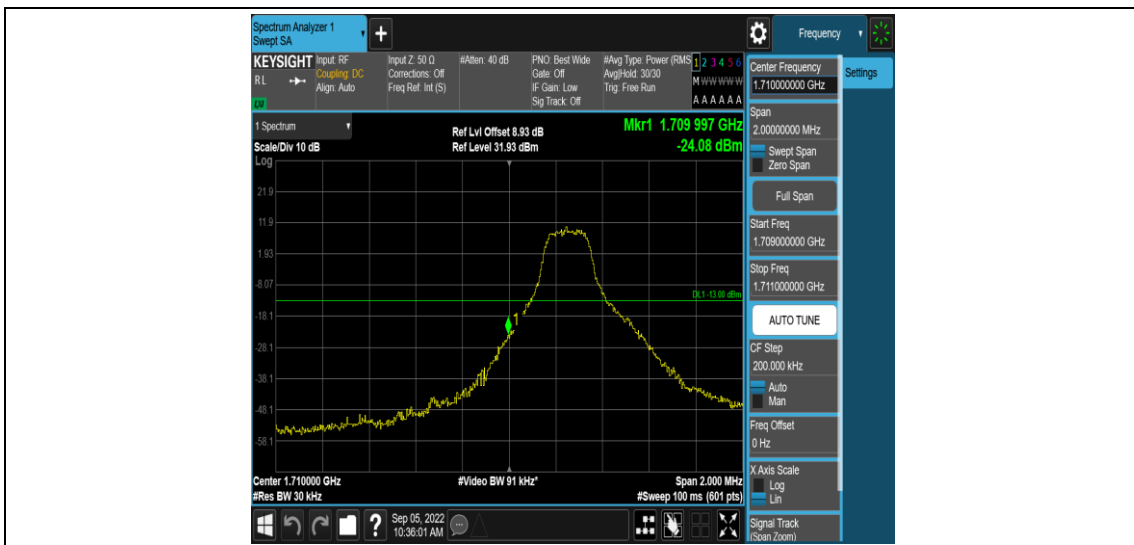 Spectrum Analyzer 1
Swept SA
+
Frequency
KEYSIGHT
RL
LXI
Input: RF
Coupling: DC
Align: Auto
Input Z: 50 Ω
Corrections: Off
Freq Ref: Int (S)
#Atten: 40 dB
PNO: Best Wide
Gate: Off
IF Gain: Low
Sig Track: Off
#Avg Type: Power (RMS
Avg|Hold: 30/30
Trig: Free Run
1 2 3 4 5 6
M W W W W W
A A A A A A
1 Spectrum
Scale/Div 10 dB
Log
Ref Lvl Offset 8.93 dB
Ref Level 31.93 dBm
Mkr1 1.709 997 GHz
-24.08 dBm
21.9
11.9
1.93
-8.07
-18.1
-28.1
-38.1
-48.1
-58.1
DL1 -13.00 dBm
1
Center 1.710000 GHz
#Res BW 30 kHz
#Video BW 91 kHz*
Span 2.000 MHz
#Sweep 100 ms (601 pts)
?
Sep 05, 2022
10:36:01 AM
Center Frequency
1.710000000 GHz
Settings
Span
2.00000000 MHz
Swept Span
Zero Span
Full Span
Start Freq
1.709000000 GHz
Stop Freq
1.711000000 GHz
AUTO TUNE
CF Step
200.000 kHz
Auto
Man
Freq Offset
0 Hz
X Axis Scale
Log
Lin
Signal Track
(Span Zoom)